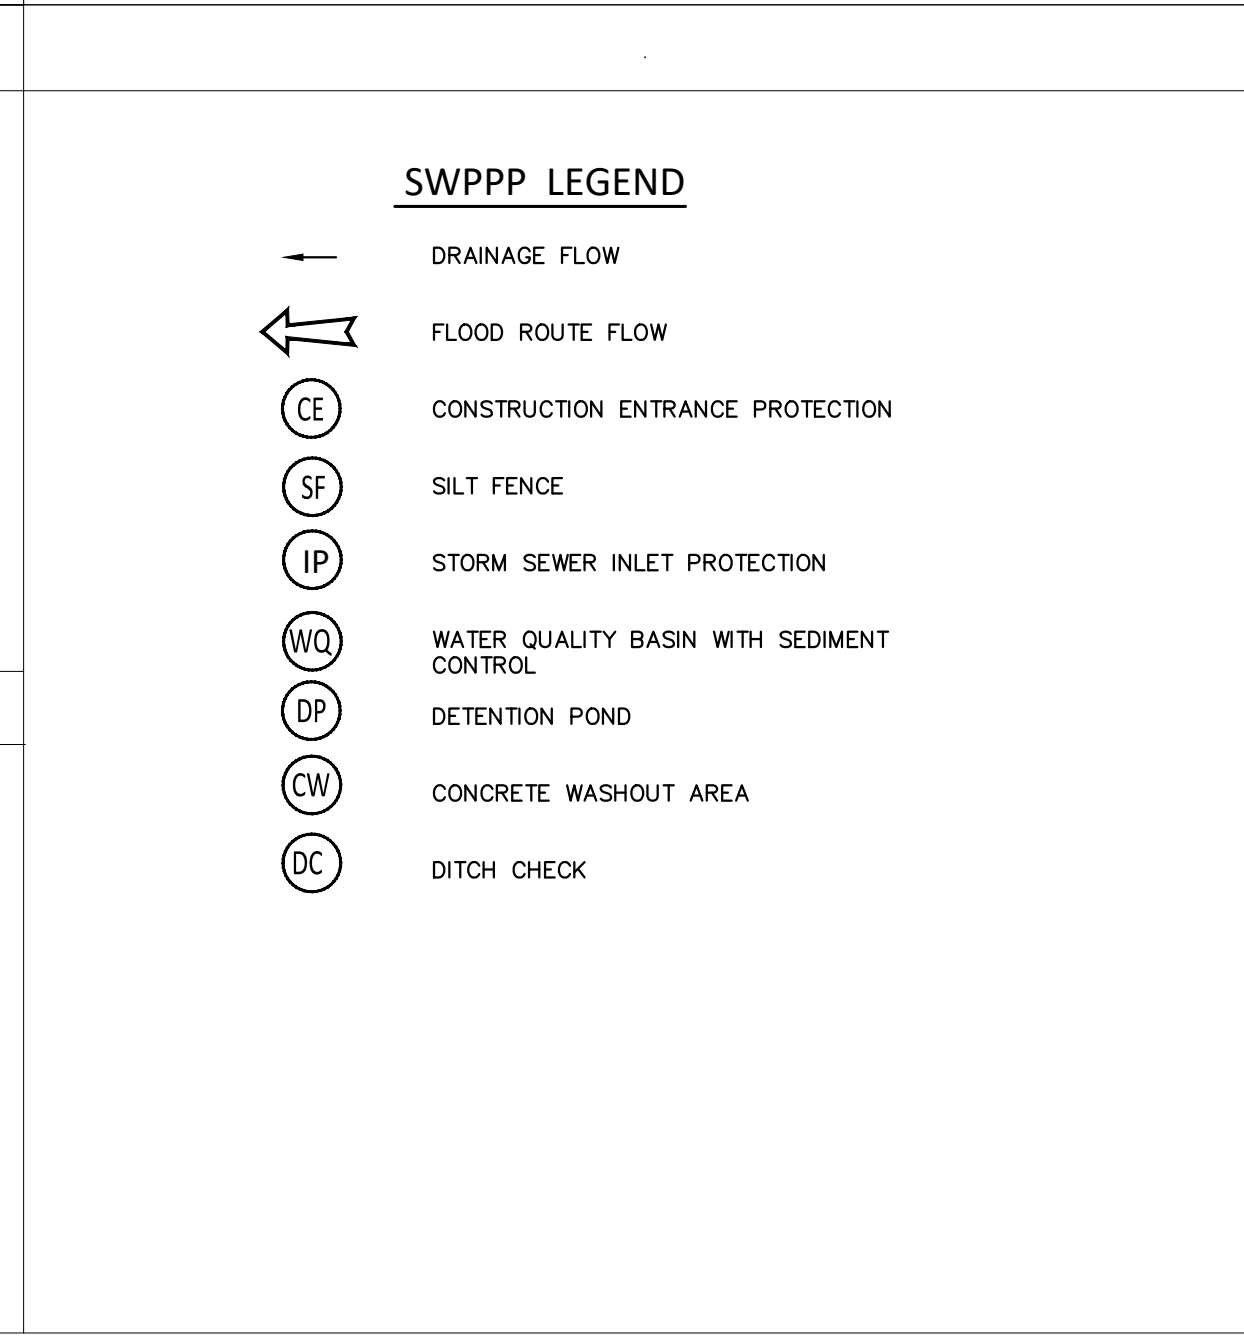 SWPPP LEGEND
DRAINAGE FLOW
FLOOD ROUTE FLOW
CE CONSTRUCTION ENTRANCE PROTECTION
SF SILT FENCE
IP STORM SEWER INLET PROTECTION
WQ WATER QUALITY BASIN WITH SEDIMENT
CONTROL
DP DETENTION POND
CW CONCRETE WASHOUT AREA
DC DITCH CHECK